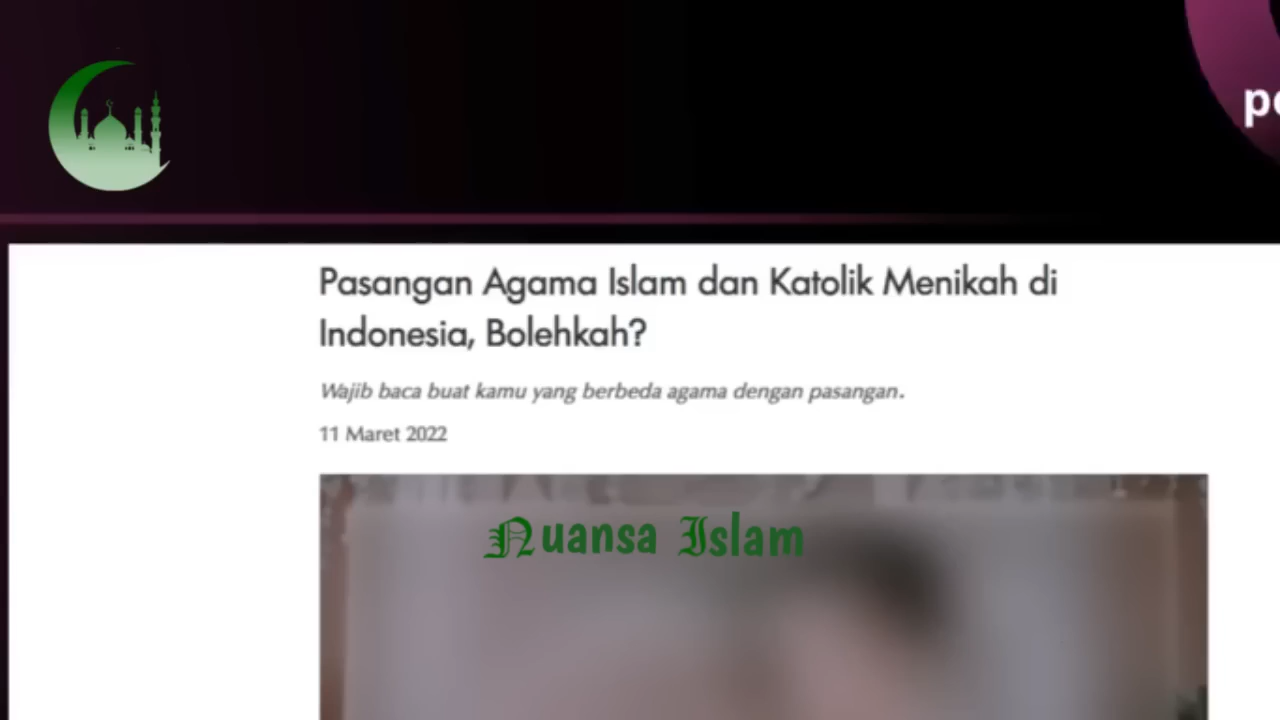 Pasangan Agama Islam dan Katolik Menikah di
Indonesia, Bolehkah?
Wajib baca buat kamu yang berbeda agama dengan pasangan.
11 Maret 2022
Nuansa Islam